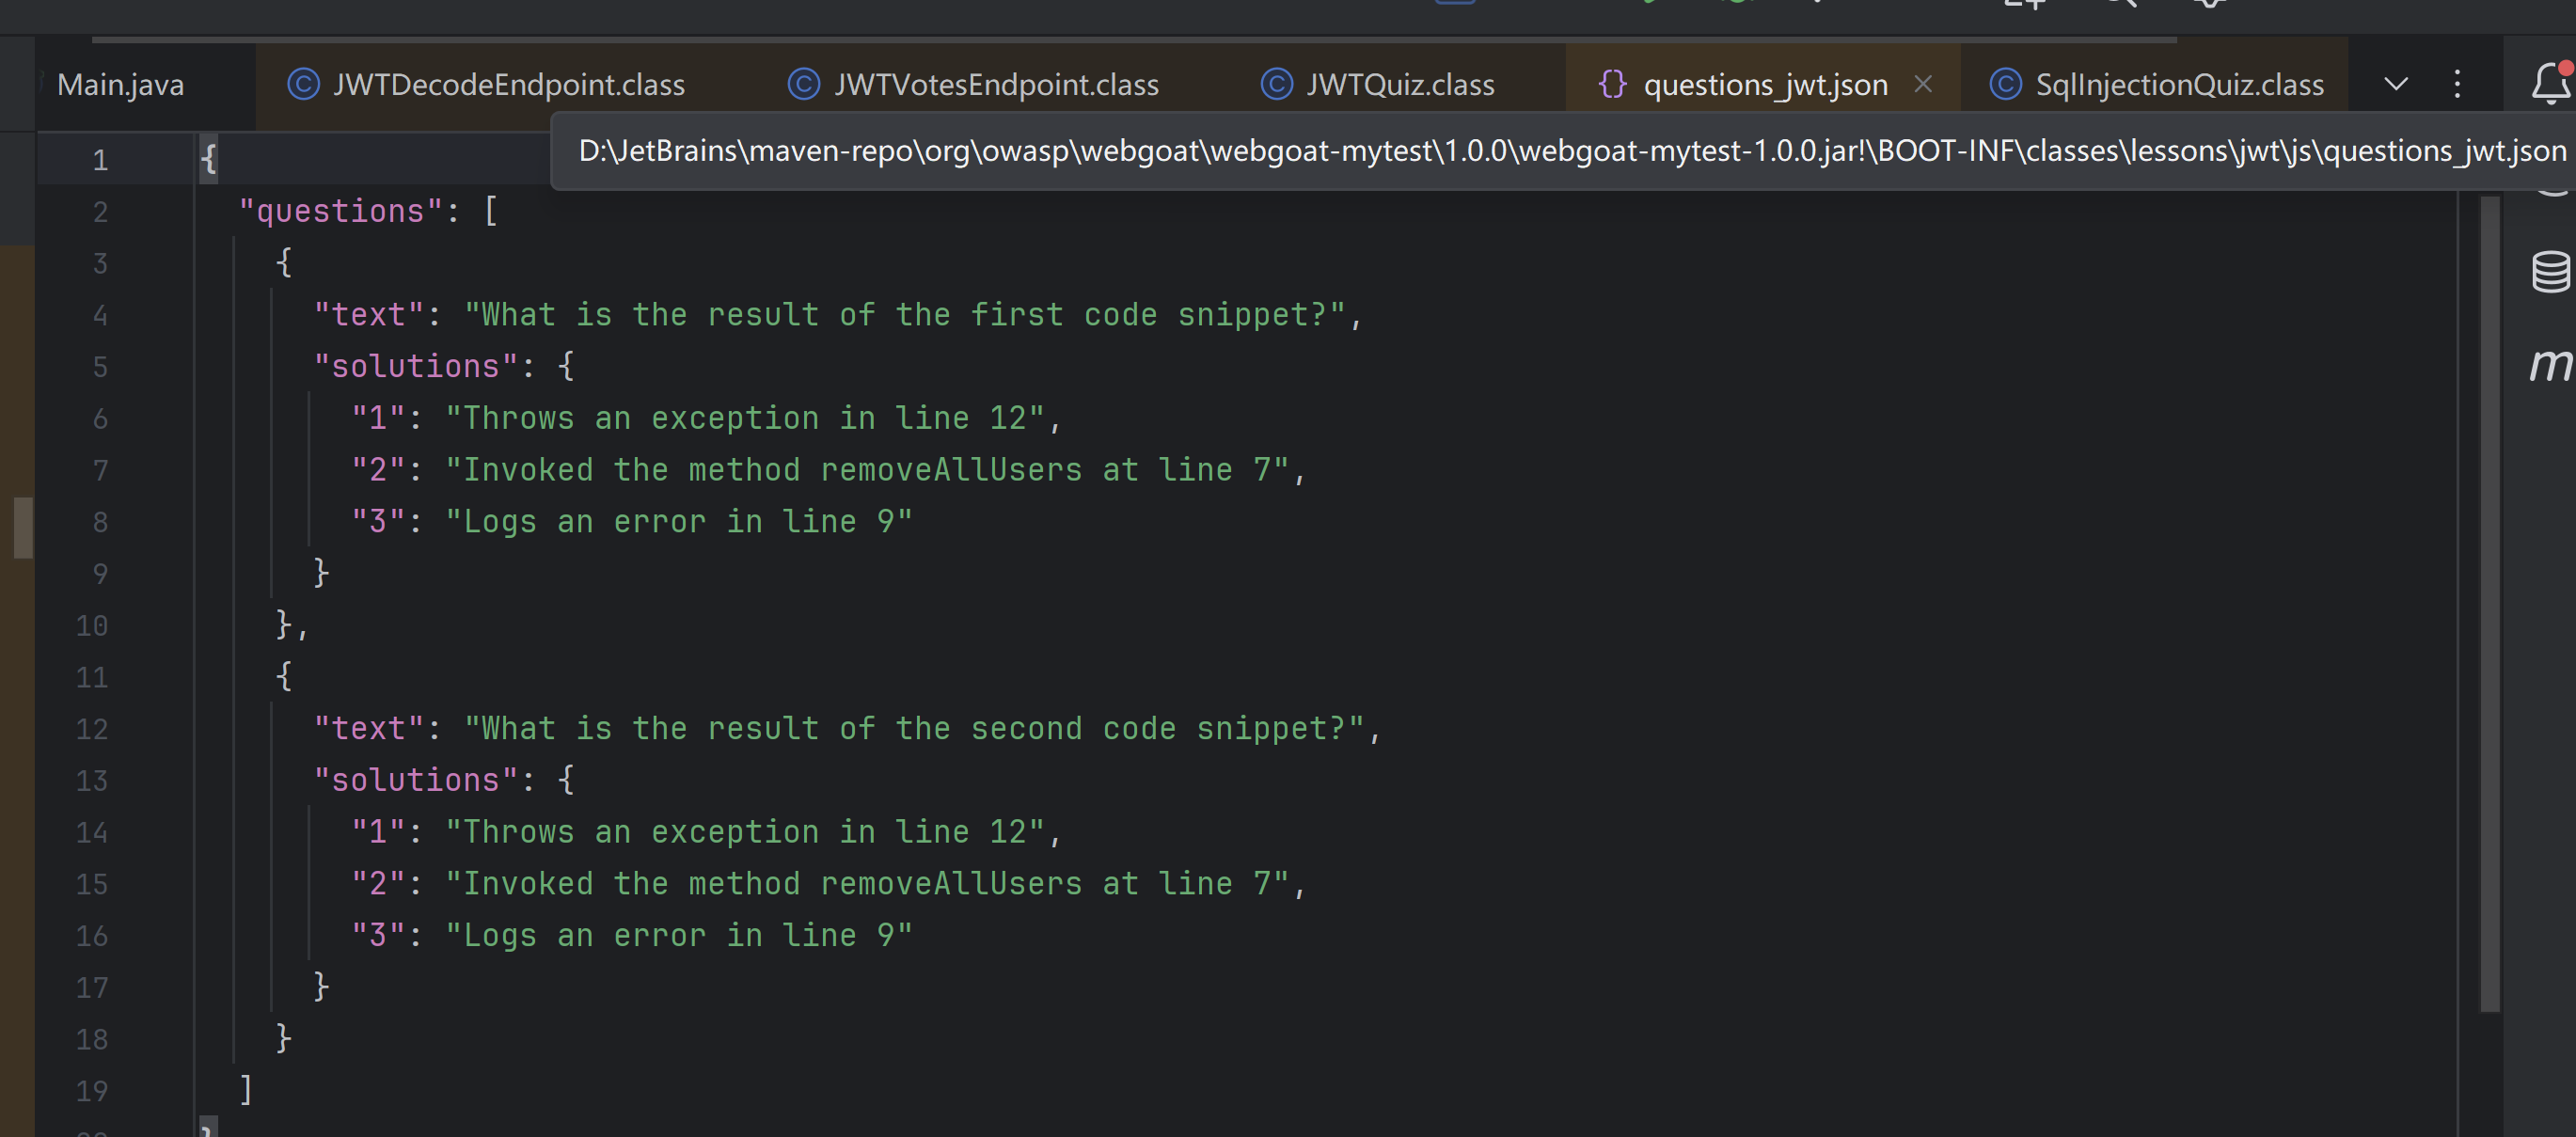 Main.java JWTDecodeEndpoint.class JWTVotesEndpoint.class JWTQuiz.class questions_jwt.json SqlInjectionQuiz.class
D:\JetBrains\maven-repo\org\owasp\webgoat\webgoat-mytest\1.0.0\webgoat-mytest-1.0.0.jar!\BOOT-INF\classes\lessons\jwt\js\questions_jwt.json
1 {
2 "questions": [
3 {
4 "text": "What is the result of the first code snippet?",
5 "solutions": {
6 "1": "Throws an exception in line 12",
7 "2": "Invoked the method removeAllUsers at line 7",
8 "3": "Logs an error in line 9"
9 }
10 },
11 {
12 "text": "What is the result of the second code snippet?",
13 "solutions": {
14 "1": "Throws an exception in line 12",
15 "2": "Invoked the method removeAllUsers at line 7",
16 "3": "Logs an error in line 9"
17 }
18 }
19 ]